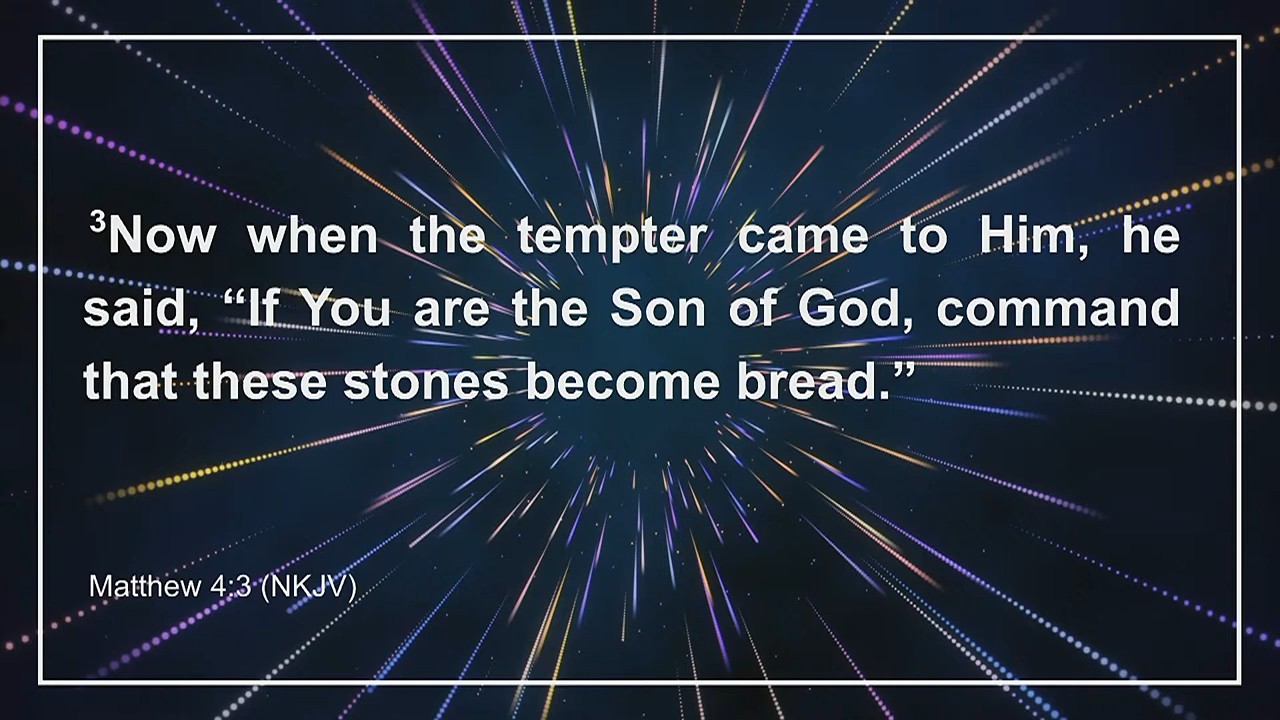 ³Now when the tempter came to Him, he
said, “If You are the Son of God, command
that these stones become bread.”
Matthew 4:3 (NKJV)